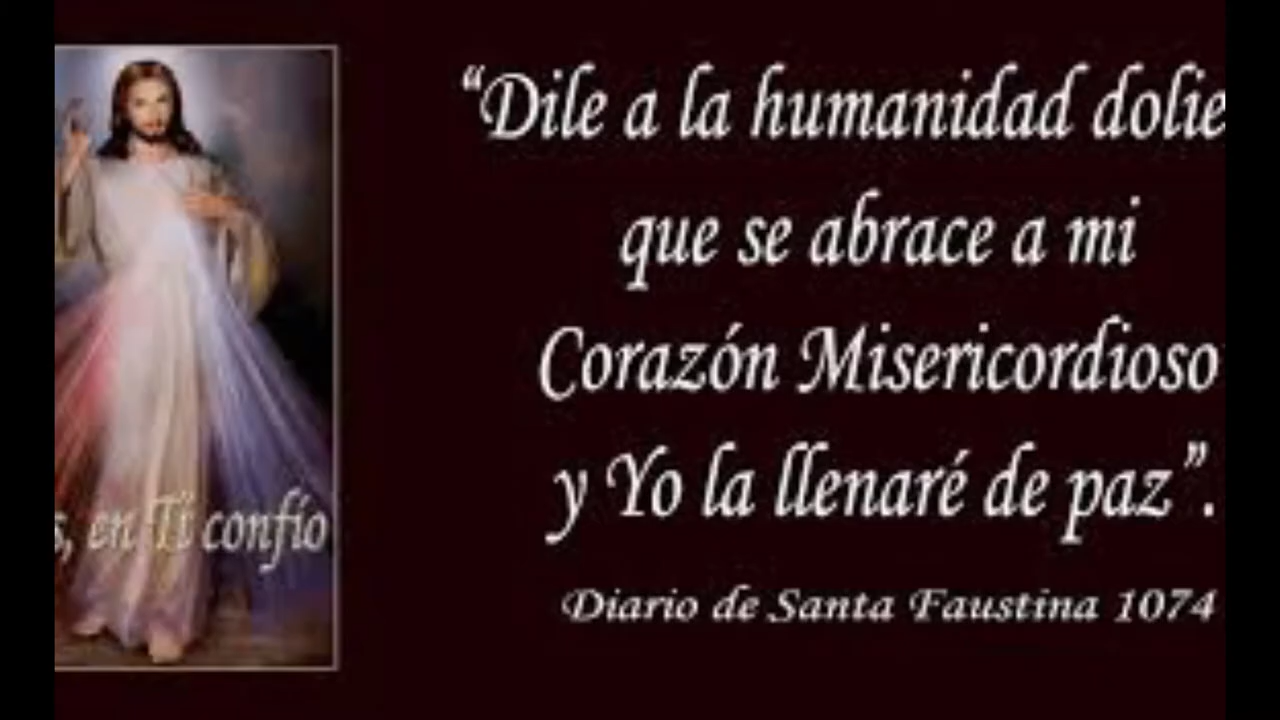 “Dile a la humanidad dolie
que se abrace a mi
Corazón Misericordioso
y Yo la llenaré de paz”.
Diario de Santa Faustina 1074
s, en Ti confío